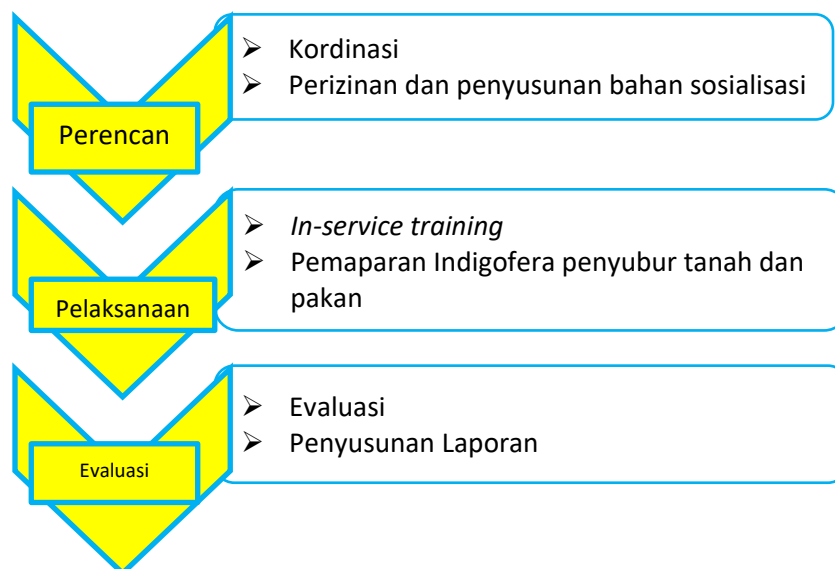 Perencan
➢ Kordinasi
➢ Perizinan dan penyusunan bahan sosialisasi
Pelaksanaan
➢ In-service training
➢ Pemaparan Indigofera penyubur tanah dan
pakan
Evaluasi
➢ Evaluasi
➢ Penyusunan Laporan